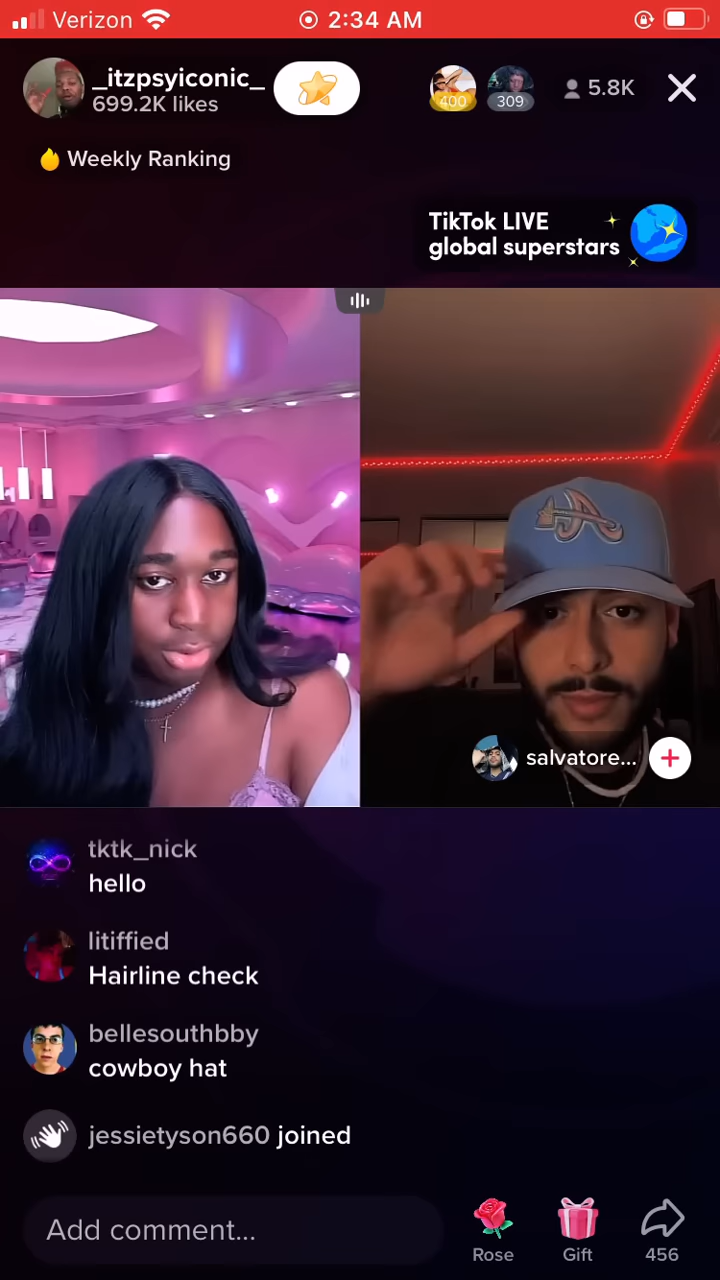 Verizon 2:34 AM
_itzpsyiconic_
699.2K likes
400
309
5.8K
Weekly Ranking
TikTok LIVE
global superstars
A
salvatore...
tktk_nick
hello
litiffied
Hairline check
bellesouthbby
cowboy hat
jessietyson660 joined
Add comment...
Rose
Gift
456